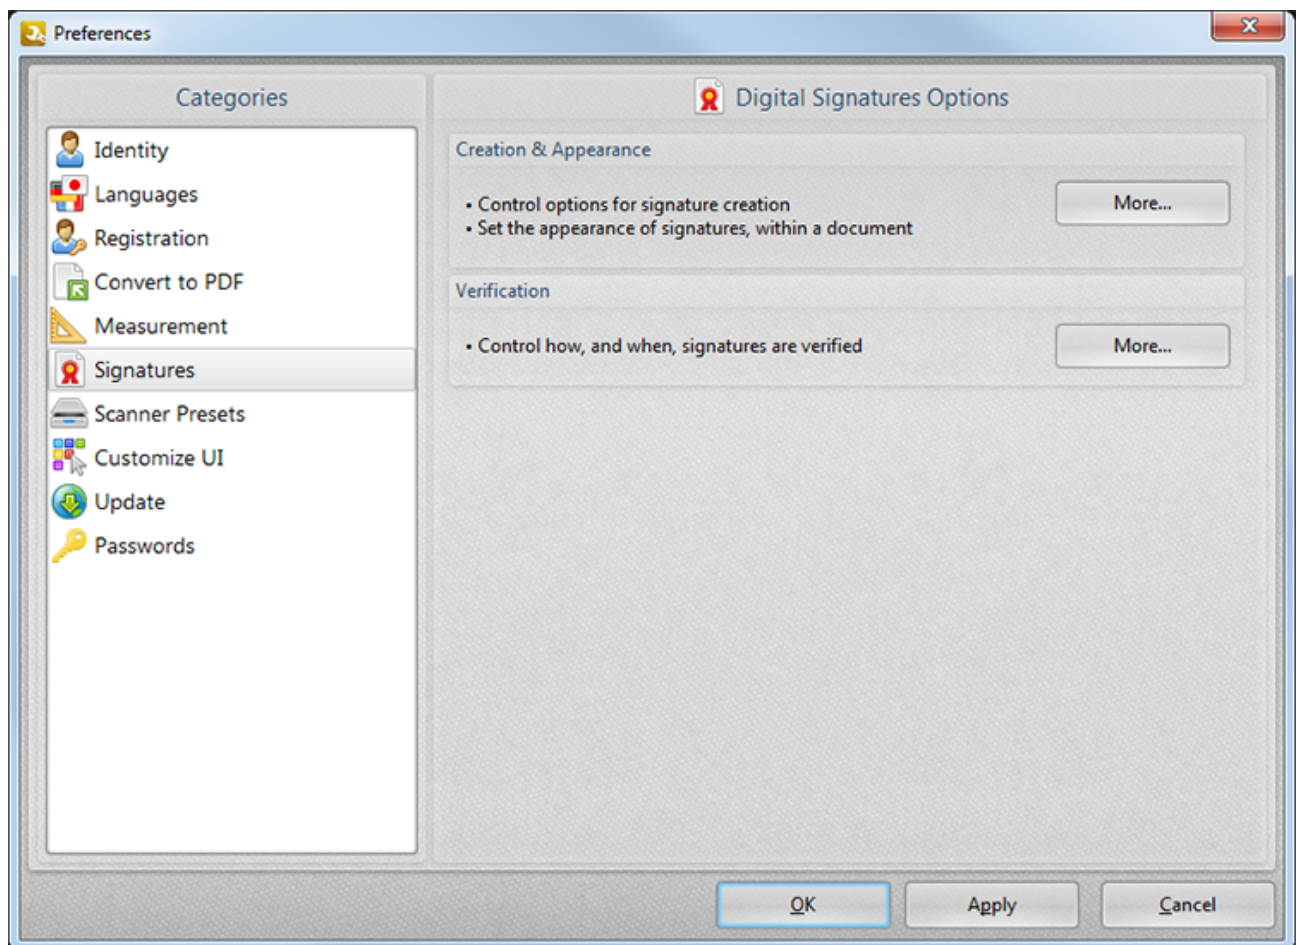 Preferences
Categories
Identity
Languages
Registration
Convert to PDF
Measurement
Signatures
Scanner Presets
Customize UI
Update
Passwords
Digital Signatures Options
Creation & Appearance
• Control options for signature creation
• Set the appearance of signatures, within a document
More...
Verification
• Control how, and when, signatures are verified
More...
OK
Apply
Cancel